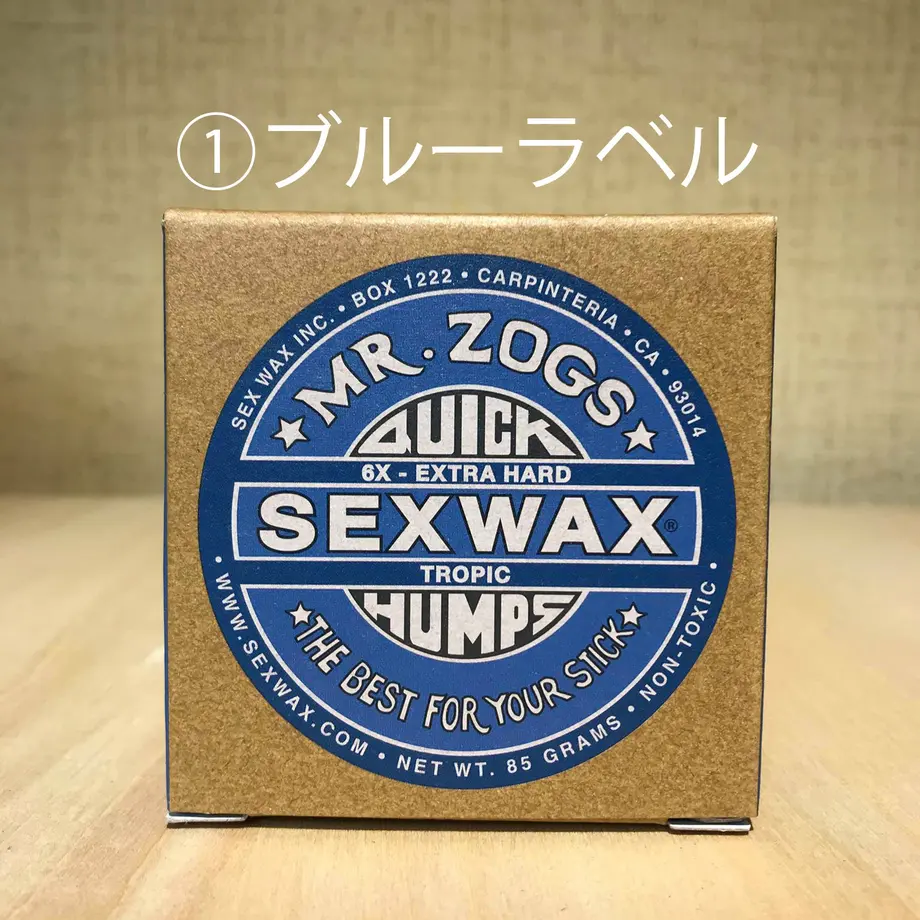 ①ブルーラベル
SEX WAX INC. • BOX 1222 • CARPINTERIA • CA • 93014
★ MR. ZOGS ★
QUICK
6X - EXTRA HARD
SEXWAX®
TROPIC
HUMPS
★ THE BEST FOR YOUR STICK ★
• WWW.SEXWAX.COM • NET WT. 85 GRAMS • NON-TOXIC •